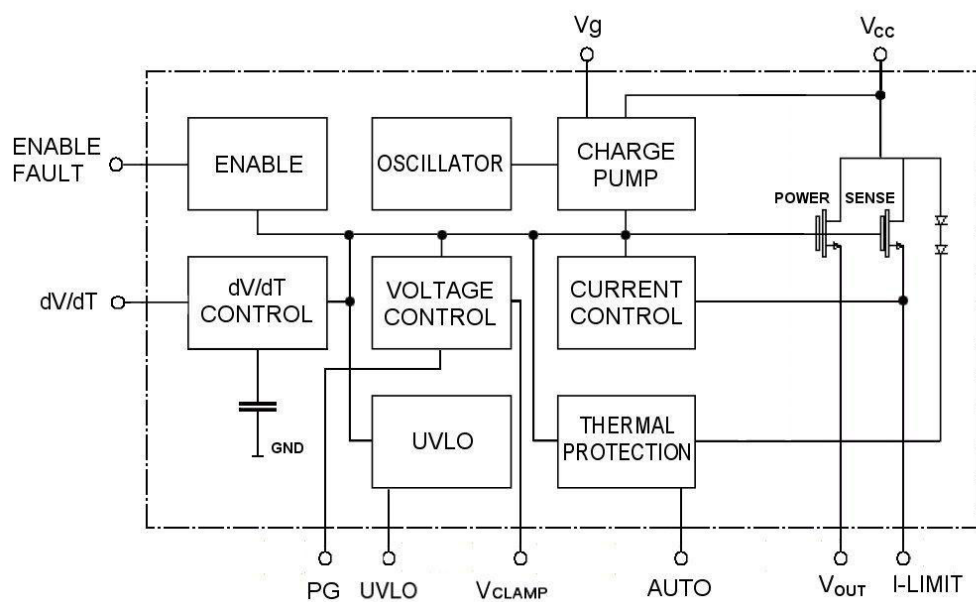 Vg
VCC
ENABLE
FAULT
ENABLE
OSCILLATOR
CHARGE
PUMP
POWER
SENSE
dV/dT
dV/dT
CONTROL
VOLTAGE
CONTROL
CURRENT
CONTROL
GND
UVLO
THERMAL
PROTECTION
PG
UVLO
VCLAMP
AUTO
VOUT
I-LIMIT